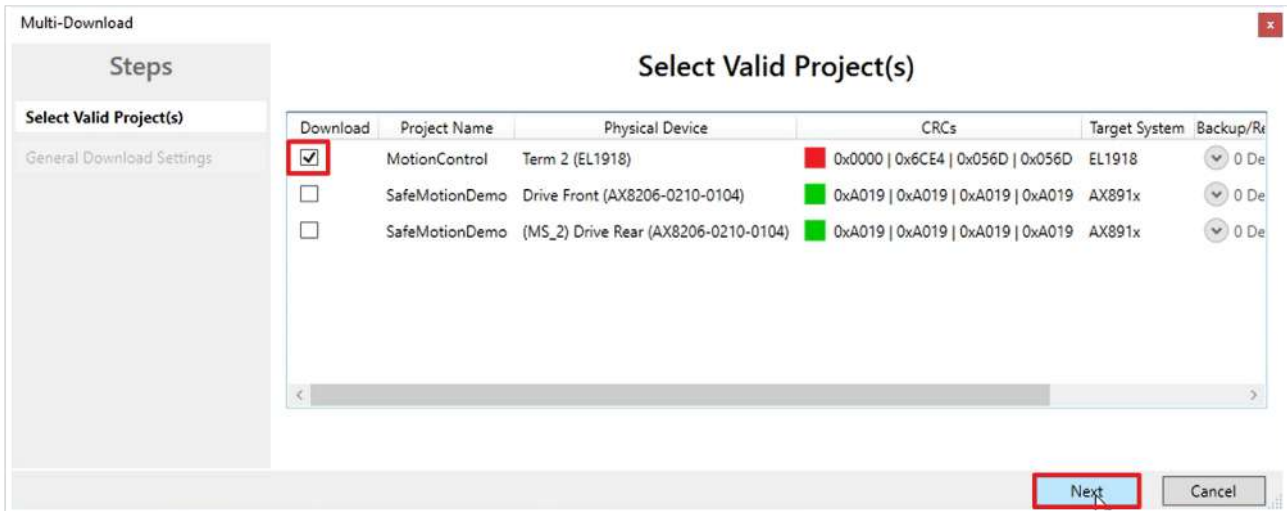 Multi-Download
x
Steps
Select Valid Project(s)
General Download Settings
Select Valid Project(s)
Download Project Name Physical Device CRCs Target System Backup/Re
MotionControl Term 2 (EL1918) 0x0000 | 0x6CE4 | 0x056D | 0x056D EL1918 0 De
SafeMotionDemo Drive Front (AX8206-0210-0104) 0xA019 | 0xA019 | 0xA019 | 0xA019 AX891x 0 De
SafeMotionDemo (MS_2) Drive Rear (AX8206-0210-0104) 0xA019 | 0xA019 | 0xA019 | 0xA019 AX891x 0 De
Next Cancel